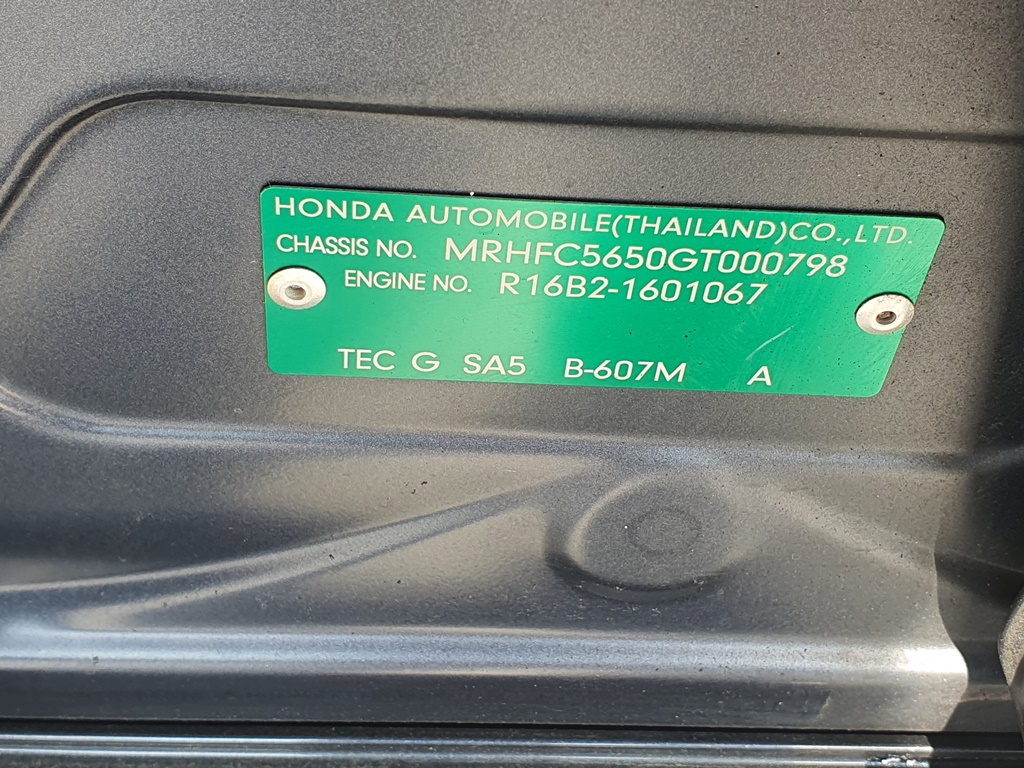 HONDA AUTOMOBILE(THAILAND)CO.,LTD.
CHASSIS NO. MRHFC5650GT000798
ENGINE NO. R16B2-1601067
TEC G SA5 B-607M A